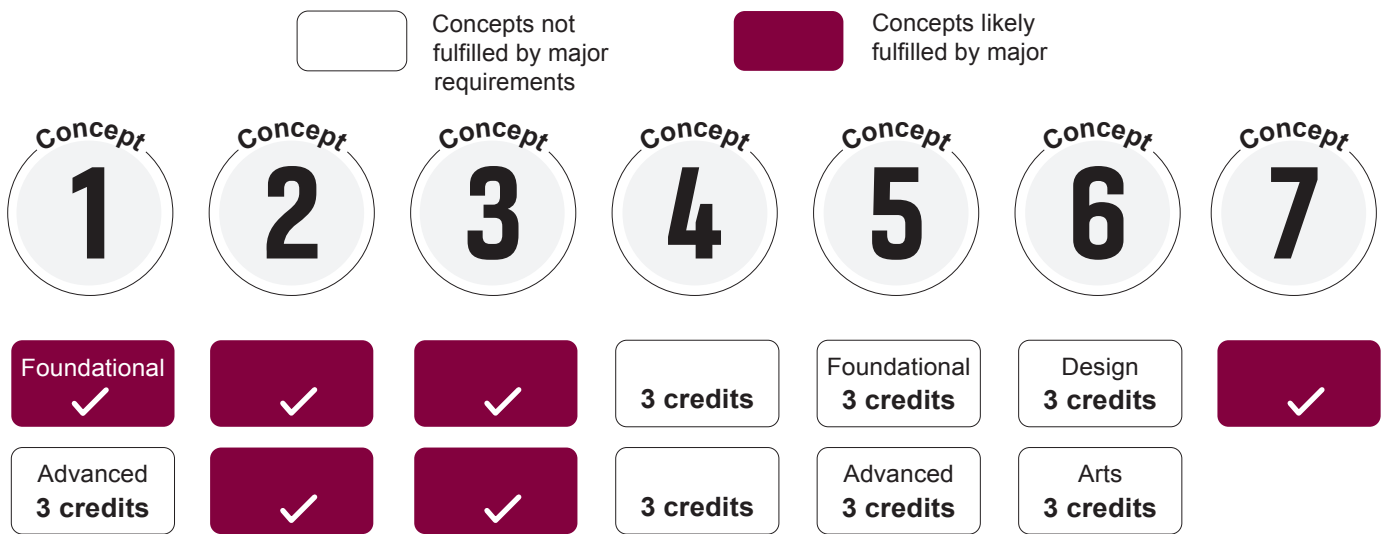 Concepts not
fulfilled by major
requirements
Concepts likely
fulfilled by major
Concept
1
Concept
2
Concept
3
Concept
4
Concept
5
Concept
6
Concept
7
Foundational
3 credits
Foundational
3 credits
Design
3 credits
Advanced
3 credits
3 credits
Advanced
3 credits
Arts
3 credits